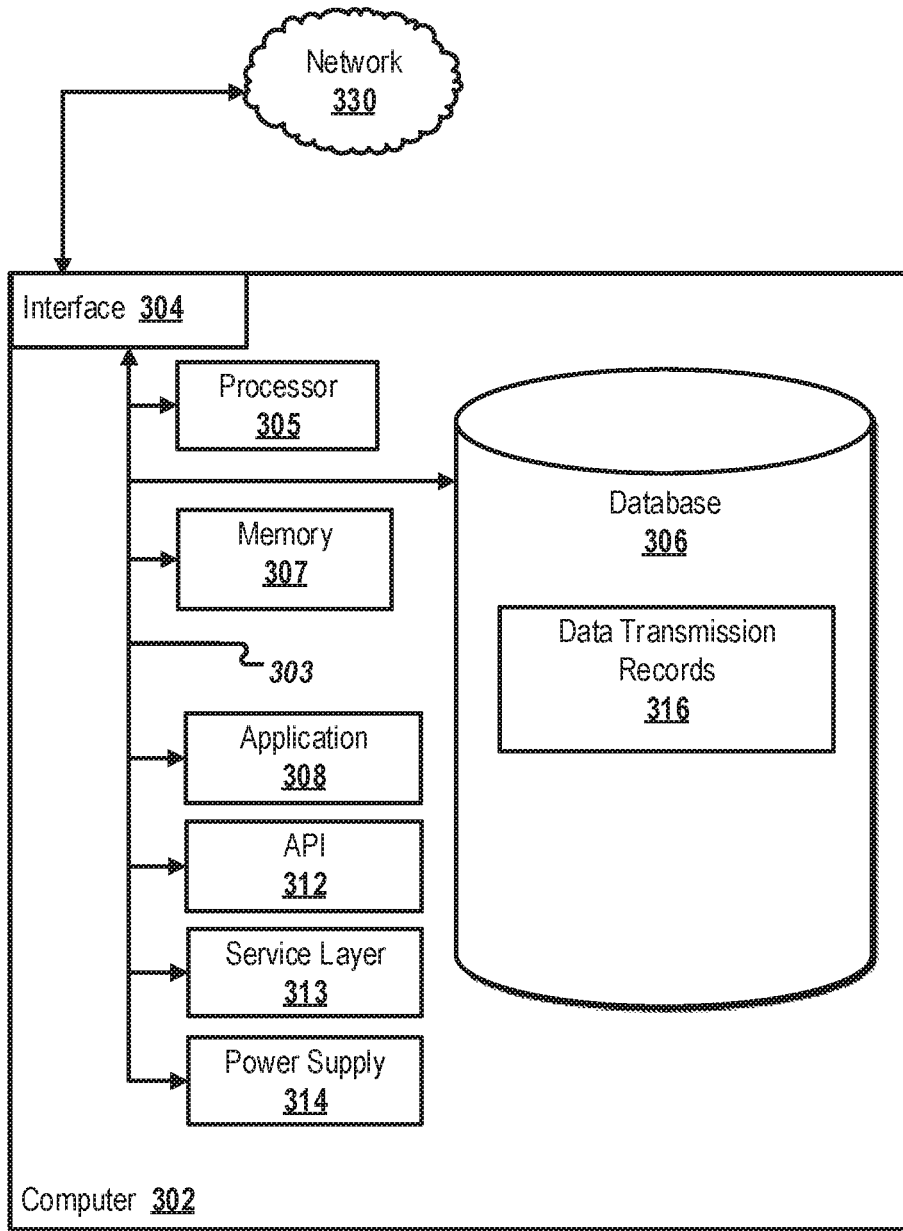 Network
330
Interface 304
Processor
305
Database
306
Memory
307
Data Transmission
Records
316
303
Application
308
API
312
Service Layer
313
Power Supply
314
Computer 302